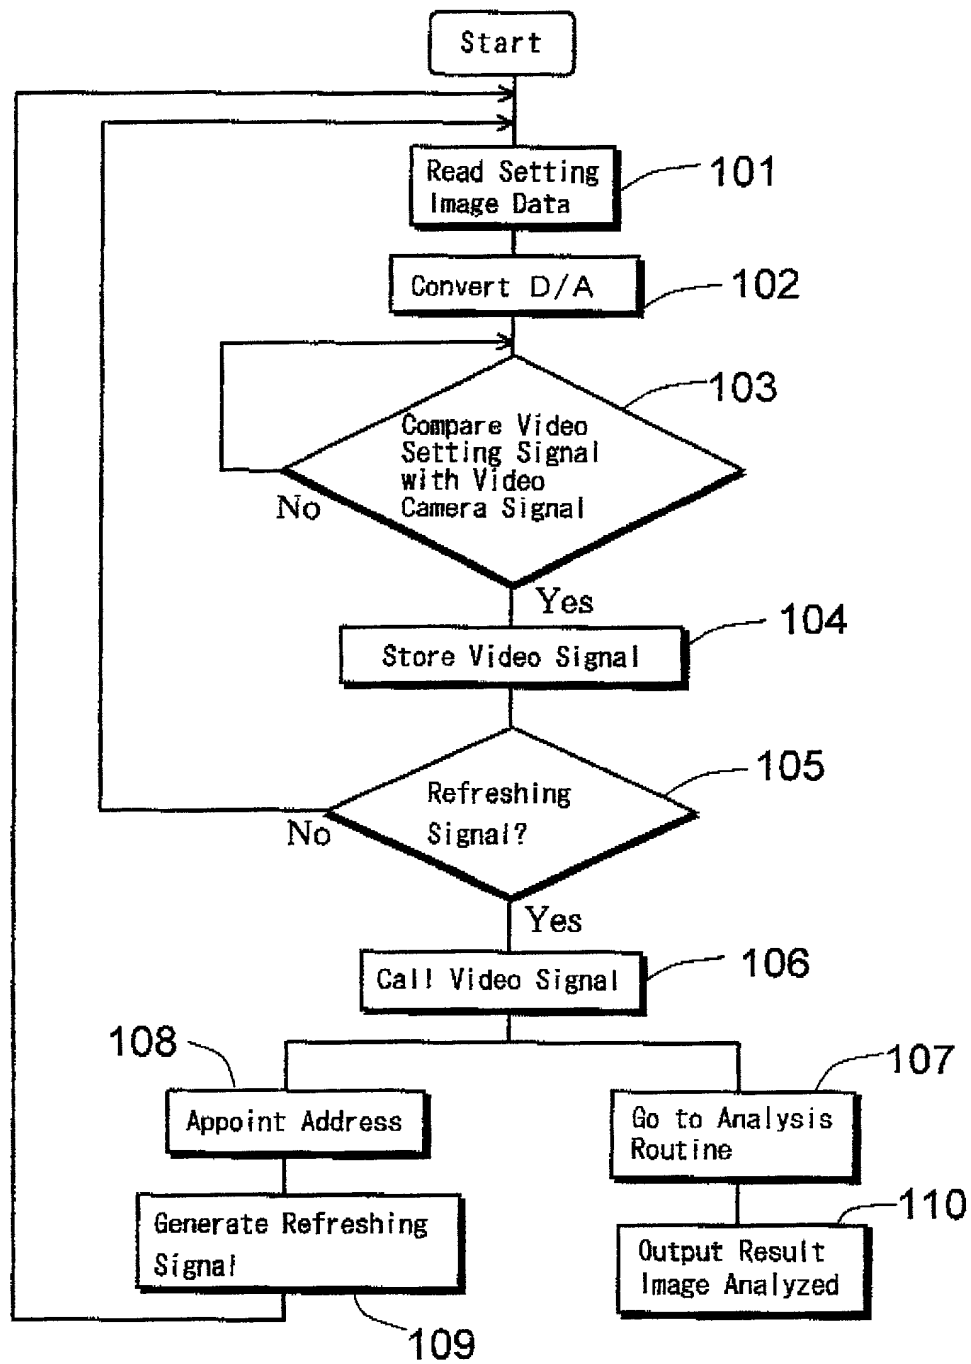 Start
Read Setting
Image Data
101
Convert D/A
102
103
Compare Video
Setting Signal
with Video
Camera Signal
No
Yes
104
Store Video Signal
105
Refreshing
Signal?
No
Yes
Call Video Signal
106
108
107
Appoint Address
Go to Analysis
Routine
Generate Refreshing
Signal
110
Output Result
Image Analyzed
109